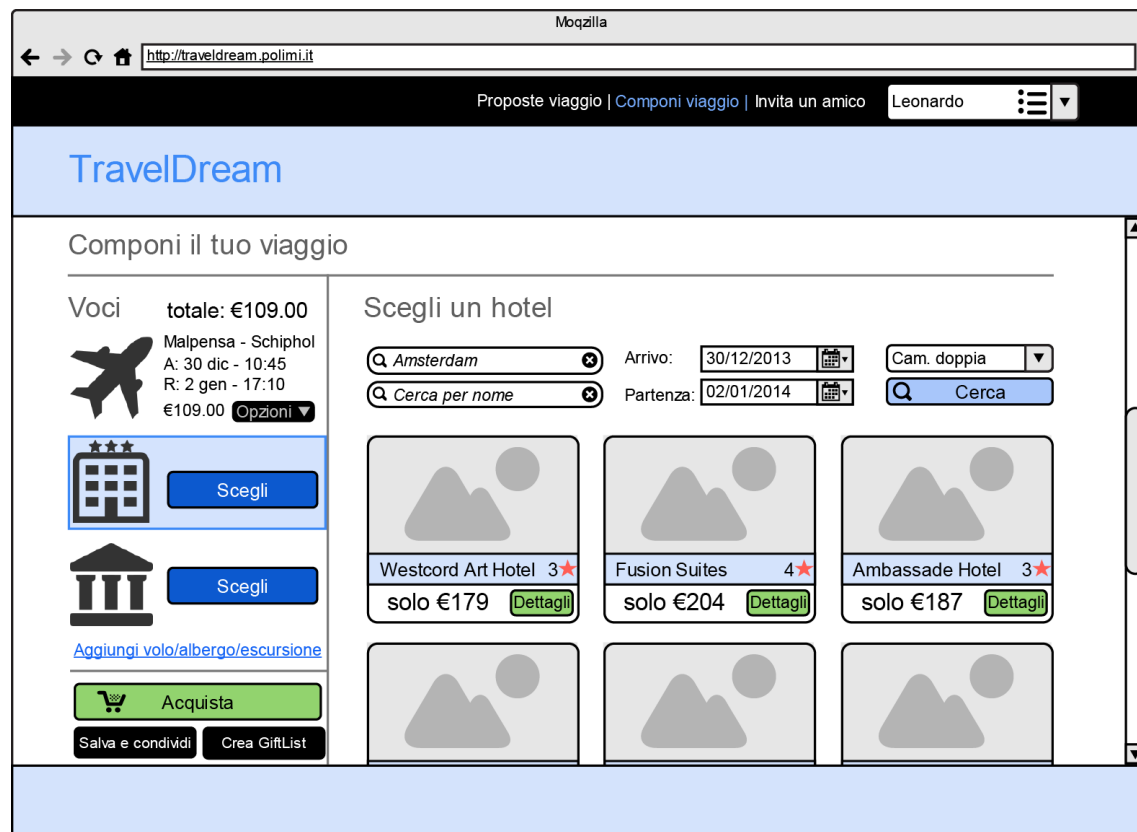 Moqzilla
http://traveldream.polimi.it
Proposte viaggio | Componi viaggio | Invita un amico
Leonardo
TravelDream
Componi il tuo viaggio
Voci
totale: €109.00
Malpensa - Schiphol
A: 30 dic - 10:45
R: 2 gen - 17:10
€109.00 Opzioni
Scegli
Scegli
Aggiungi volo/albergo/escursione
Acquista
Salva e condividi
Crea GiftList
Scegli un hotel
Amsterdam
Arrivo: 30/12/2013
Cam. doppia
Cerca per nome
Partenza: 02/01/2014
Cerca
Westcord Art Hotel 3
solo €179 Dettagli
Fusion Suites 4
solo €204 Dettagli
Ambassade Hotel 3
solo €187 Dettagli